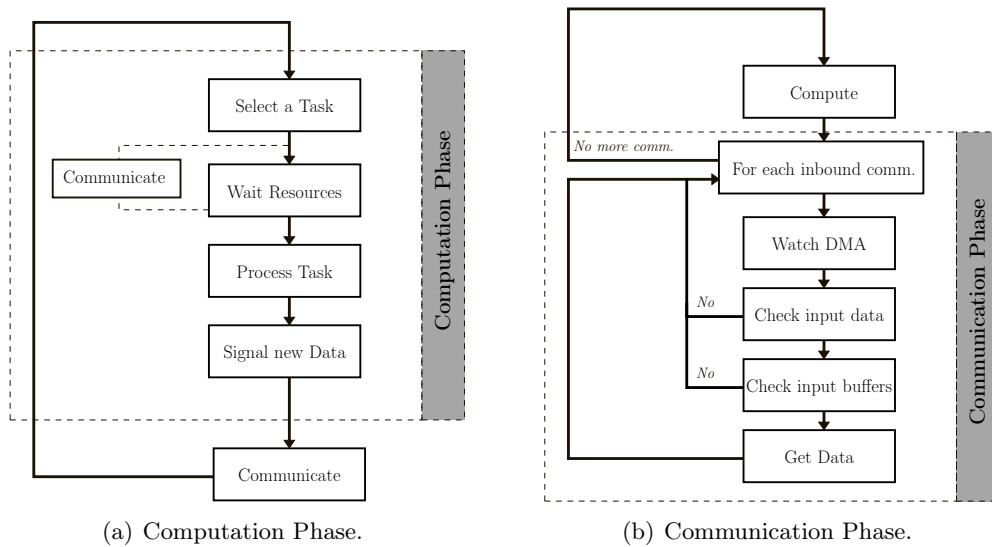 Select a Task
Communicate
Wait Resources
Process Task
Signal new Data
Communicate
Computation Phase
(a) Computation Phase.
Compute
No more comm.
For each inbound comm.
Watch DMA
No
Check input data
No
Check input buffers
Get Data
Communication Phase
(b) Communication Phase.